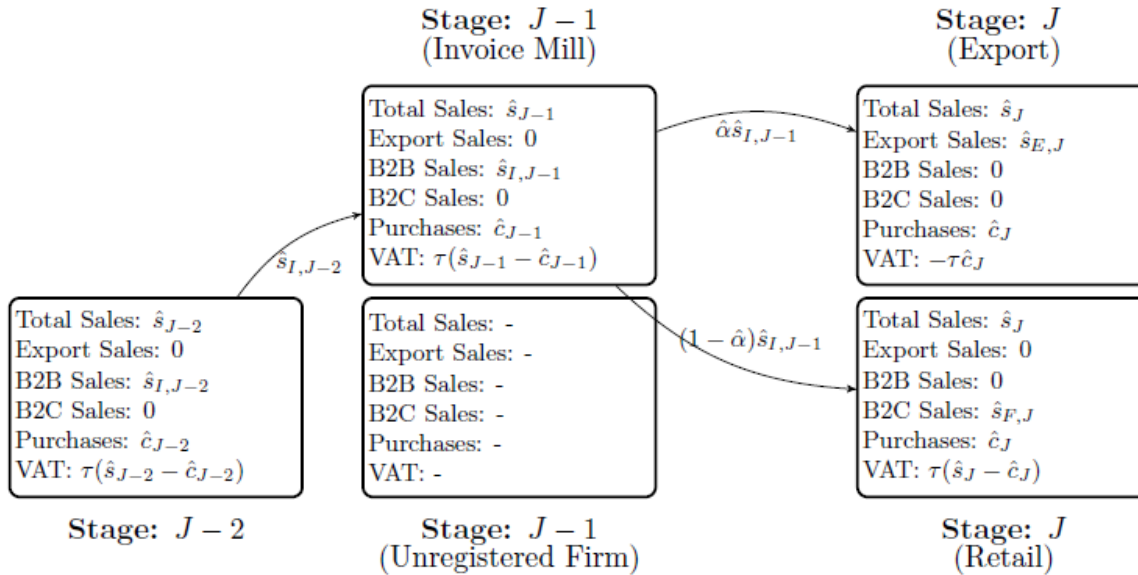 Stage: J − 1
(Invoice Mill)
Total Sales: ŝ_{J−1}
Export Sales: 0
B2B Sales: ŝ_{I,J−1}
B2C Sales: 0
Purchases: ĉ_{J−1}
VAT: τ(ŝ_{J−1} − ĉ_{J−1})
Stage: J
(Export)
Total Sales: ŝ_J
Export Sales: ŝ_{E,J}
B2B Sales: 0
B2C Sales: 0
Purchases: ĉ_J
VAT: −τĉ_J
α̂ŝ_{I,J−1}
ŝ_{I,J−2}
(1 − α̂)ŝ_{I,J−1}
Total Sales: ŝ_{J−2}
Export Sales: 0
B2B Sales: ŝ_{I,J−2}
B2C Sales: 0
Purchases: ĉ_{J−2}
VAT: τ(ŝ_{J−2} − ĉ_{J−2})
Stage: J − 2
Total Sales: -
Export Sales: -
B2B Sales: -
B2C Sales: -
Purchases: -
VAT: -
Stage: J − 1
(Unregistered Firm)
Total Sales: ŝ_J
Export Sales: 0
B2B Sales: 0
B2C Sales: ŝ_{F,J}
Purchases: ĉ_J
VAT: τ(ŝ_J − ĉ_J)
Stage: J
(Retail)